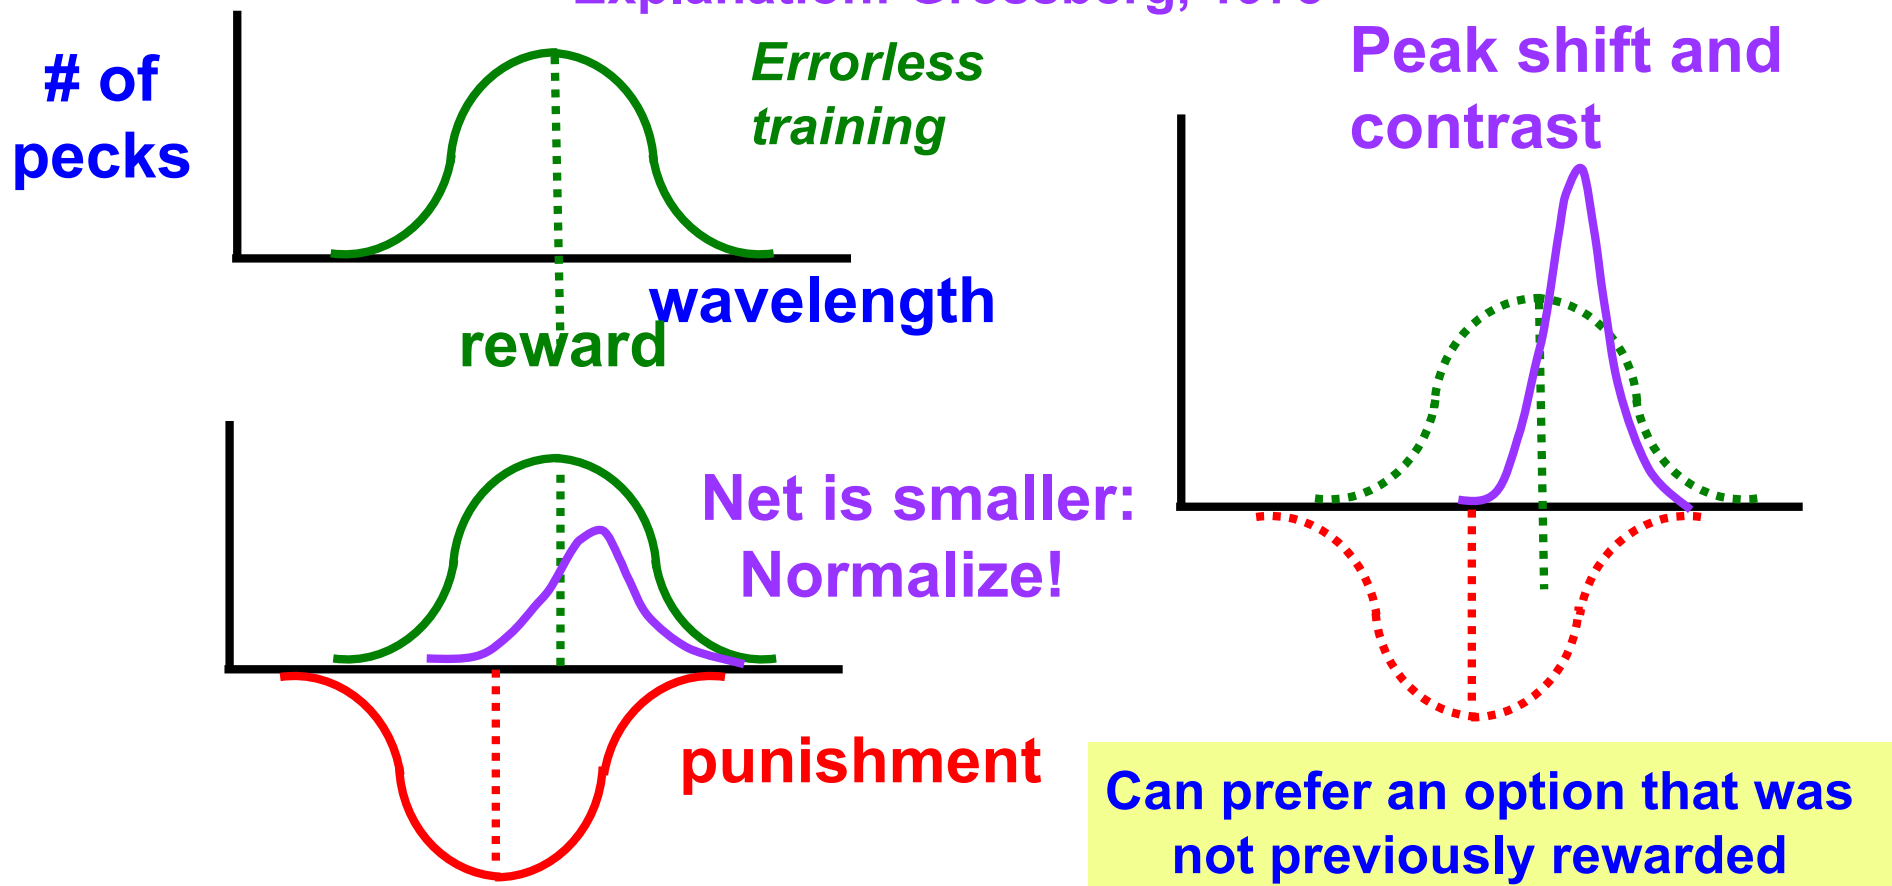 # of
pecks
Errorless
training
wavelength
reward
Net is smaller:
Normalize!
punishment
Peak shift and
contrast
Can prefer an option that was
not previously rewarded